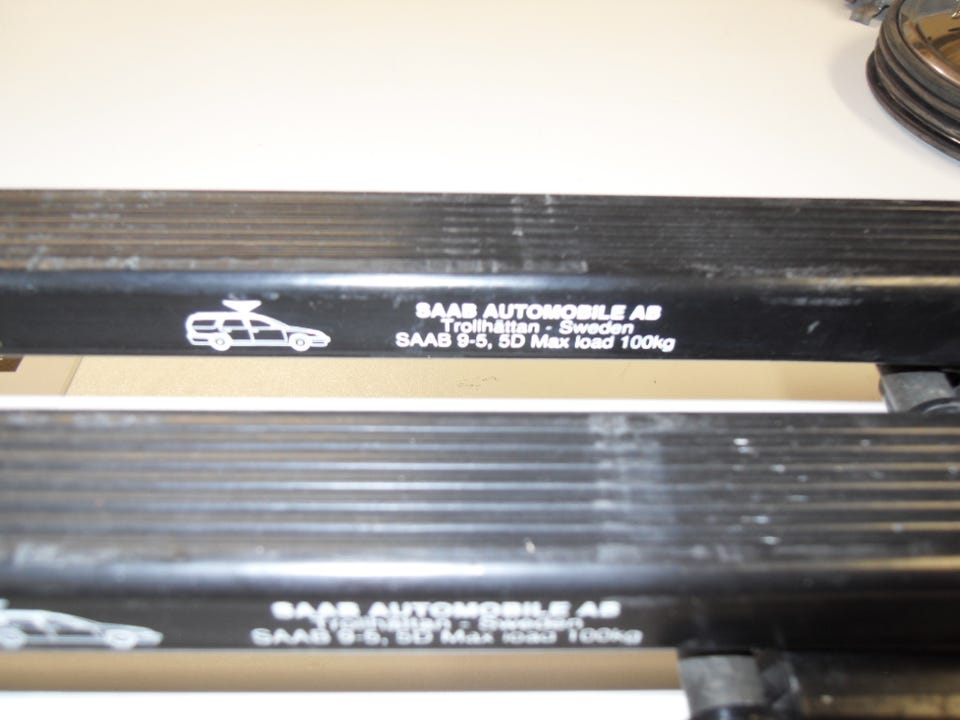 SAAB AUTOMOBILE AB
Trollhättan - Sweden
SAAB 9-5, 5D Max load 100kg
SAAB AUTOMOBILE AB
Trollhättan - Sweden
SAAB 9-5, 5D Max load 100kg